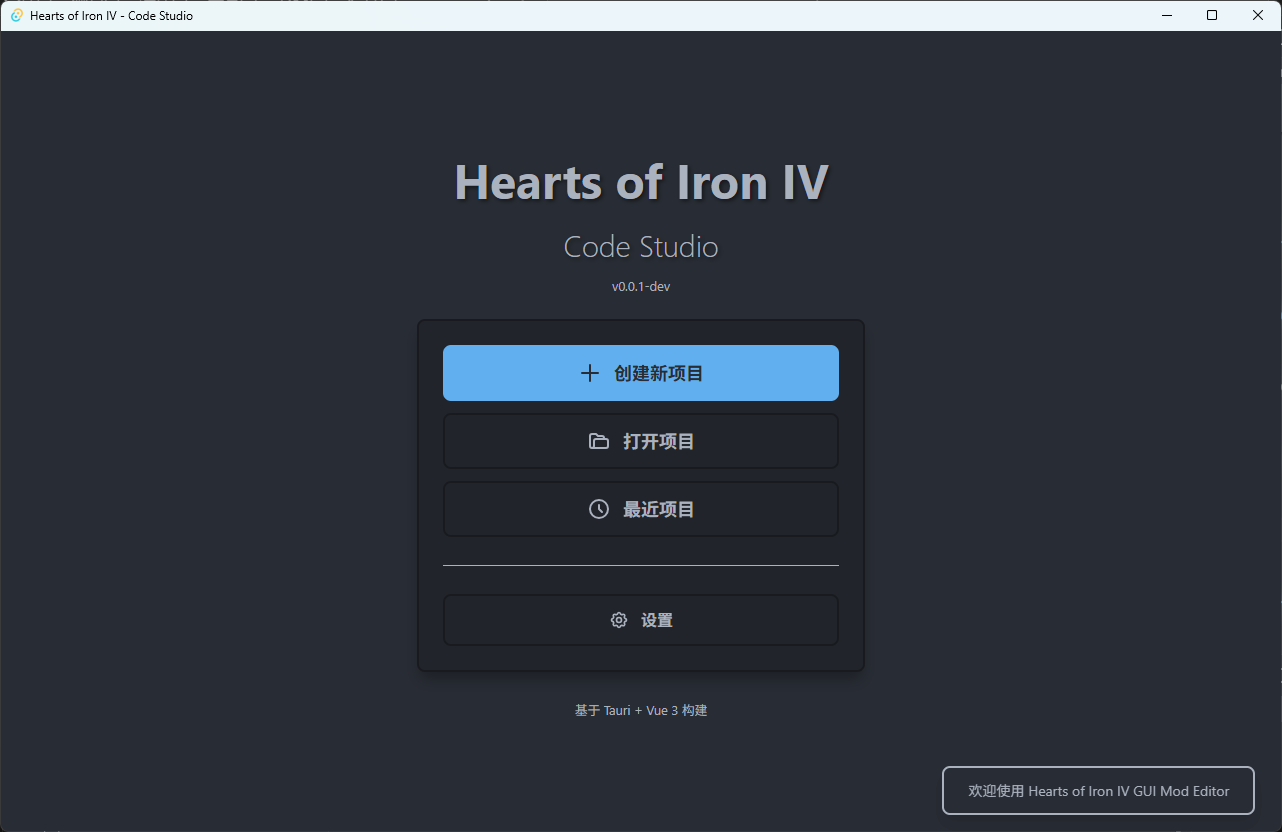 Hearts of Iron IV - Code Studio
Hearts of Iron IV
Code Studio
v0.0.1-dev
创建新项目
打开项目
最近项目
设置
基于 Tauri + Vue 3 构建
欢迎使用 Hearts of Iron IV GUI Mod Editor